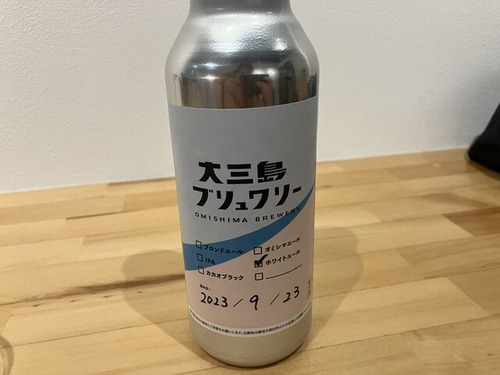 大三島
ブリュワリー
OMISHIMA BREWERY
ブロンドエール
オミシマエール
IPA
ホワイトエール
カカオブラック
2023/9/23